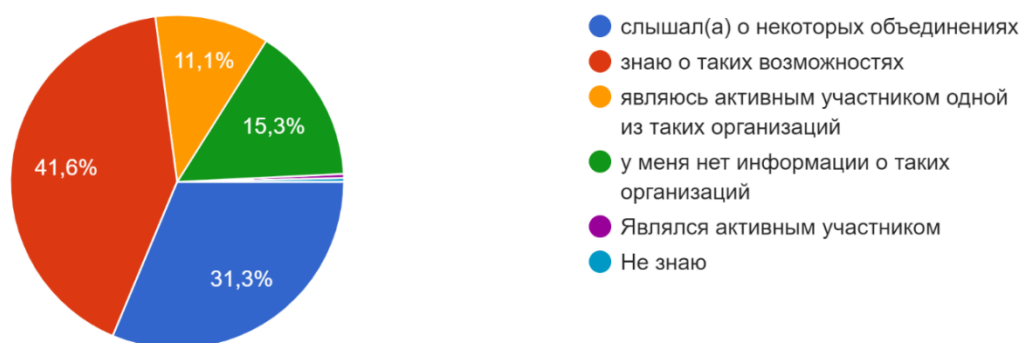 11,1%
15,3%
41,6%
31,3%
слышал(а) о некоторых объединениях
знаю о таких возможностях
являюсь активным участником одной
из таких организаций
у меня нет информации о таких
организаций
Являлся активным участником
Не знаю